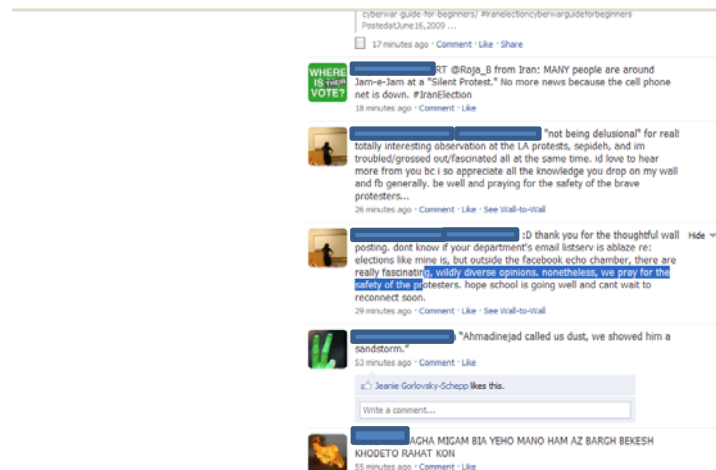 cyberwar-guide-for-beginners/ #iranelectioncyberwarguideforbeginners
PostedatJune16,2009 ...
17 minutes ago · Comment · Like · Share
WHERE
IS THEIR
VOTE?
RT @Roja_B from Iran: MANY people are around
Jam-e-Jam at a "Silent Protest." No more news because the cell phone
net is down. #IranElection
18 minutes ago · Comment · Like
"not being delusional" for real!
totally interesting observation at the LA protests, sepideh, and im
troubled/grossed out/fascinated all at the same time. id love to hear
more from you bc i so appreciate all the knowledge you drop on my wall
and fb generally. be well and praying for the safety of the brave
protesters...
26 minutes ago · Comment · Like · See Wall-to-Wall
:D thank you for the thoughtful wall Hide
posting. dont know if your department's email listserv is ablaze re:
elections like mine is, but outside the facebook echo chamber, there are
really fascinating, wildly diverse opinions. nonetheless, we pray for the
safety of the protesters. hope school is going well and cant wait to
reconnect soon.
29 minutes ago · Comment · Like · See Wall-to-Wall
"Ahmadinejad called us dust, we showed him a
sandstorm."
53 minutes ago · Comment · Like
Jeanie Gorlovsky-Schepp likes this.
Write a comment...
AGHA MIGAM BIA YEHO MANO HAM AZ BARGH BEKESH
KHODETO RAHAT KON
55 minutes ago · Comment · Like